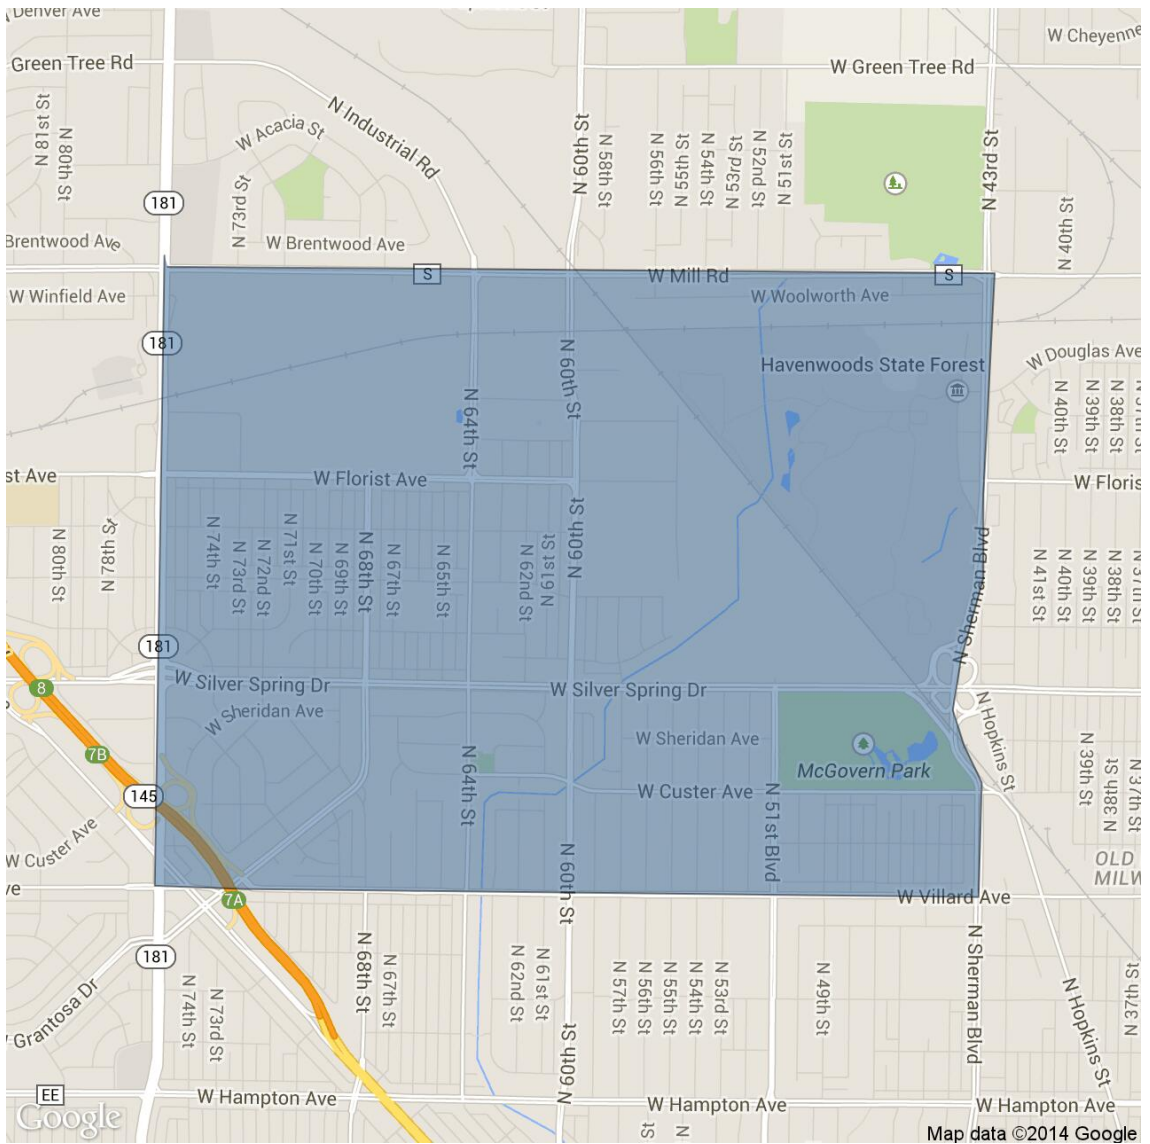 W Denver Ave
W Cheyenne
Green Tree Rd
W Green Tree Rd
N Industrial Rd
W Acacia St
N 81st St
N 80th St
N 73rd St
N 60th St
N 58th St
N 56th St
N 55th St
N 54th St
N 53rd St
N 52nd St
N 51st St
N 43rd St
N 40th St
181
Brentwood Ave
W Brentwood Ave
S
W Mill Rd
S
W Winfield Ave
W Woolworth Ave
181
N 60th St
Havenwoods State Forest
W Douglas Ave
N 64th St
N 40th St
N 39th St
N 38th St
N 37th St
st Ave
W Florist Ave
W Floris
N 80th St
N 78th St
N 74th St
N 73rd St
N 72nd St
N 71st St
N 70th St
N 69th St
N 68th St
N 67th St
N 65th St
N 62nd St
N 61st St
N 60th St
N Sherman Blvd
N 41st St
N 40th St
N 39th St
N 38th St
N 37th St
181
8
W Silver Spring Dr
W Silver Spring Dr
W Sheridan Ave
W Sheridan Ave
N Hopkins St
7B
N 64th St
McGovern Park
N 39th St
N 38th St
N 37th St
145
W Custer Ave
N 51st Blvd
W Custer Ave
OLD
MILW
ve
7A
N 60th St
W Villard Ave
181
N 68th St
N 67th St
N 62nd St
N 61st St
N 57th St
N 56th St
N 55th St
N 54th St
N 53rd St
N 49th St
N Sherman Blvd
N Hopkins St
N 37th St
Grantosa Dr
N 74th St
N 73rd St
N 60th St
EE
W Hampton Ave
W Hampton Ave
W Hampton Ave
Google
St
N
Map data ©2014 Google